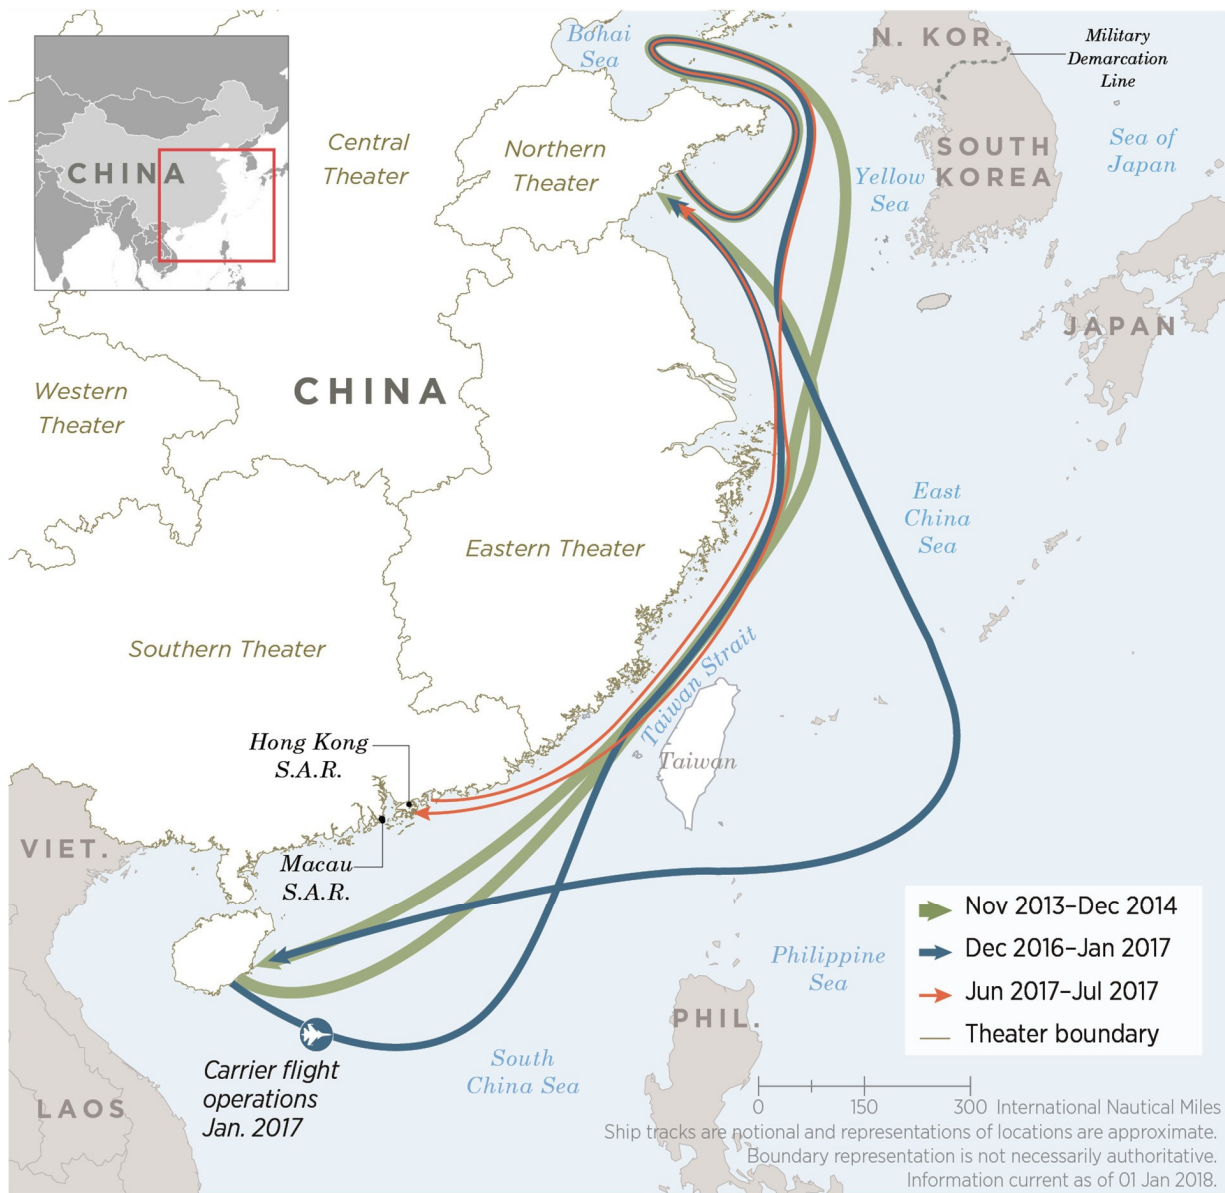 Bohai
Sea
N. KOR.
Military
Demarcation
Line
CHINA
Central
Theater
Northern
Theater
Yellow
Sea
SOUTH
KOREA
Sea of
Japan
JAPAN
Western
Theater
CHINA
East
China
Sea
Eastern Theater
Southern Theater
Taiwan Strait
Hong Kong
S.A.R.
Taiwan
VIET.
Macau
S.A.R.
Nov 2013–Dec 2014
Dec 2016–Jan 2017
Jun 2017–Jul 2017
Theater boundary
Philippine
Sea
PHIL.
Carrier flight
operations
Jan. 2017
South
China Sea
LAOS
0 150 300 International Nautical Miles
Ship tracks are notional and representations of locations are approximate.
Boundary representation is not necessarily authoritative.
Information current as of 01 Jan 2018.